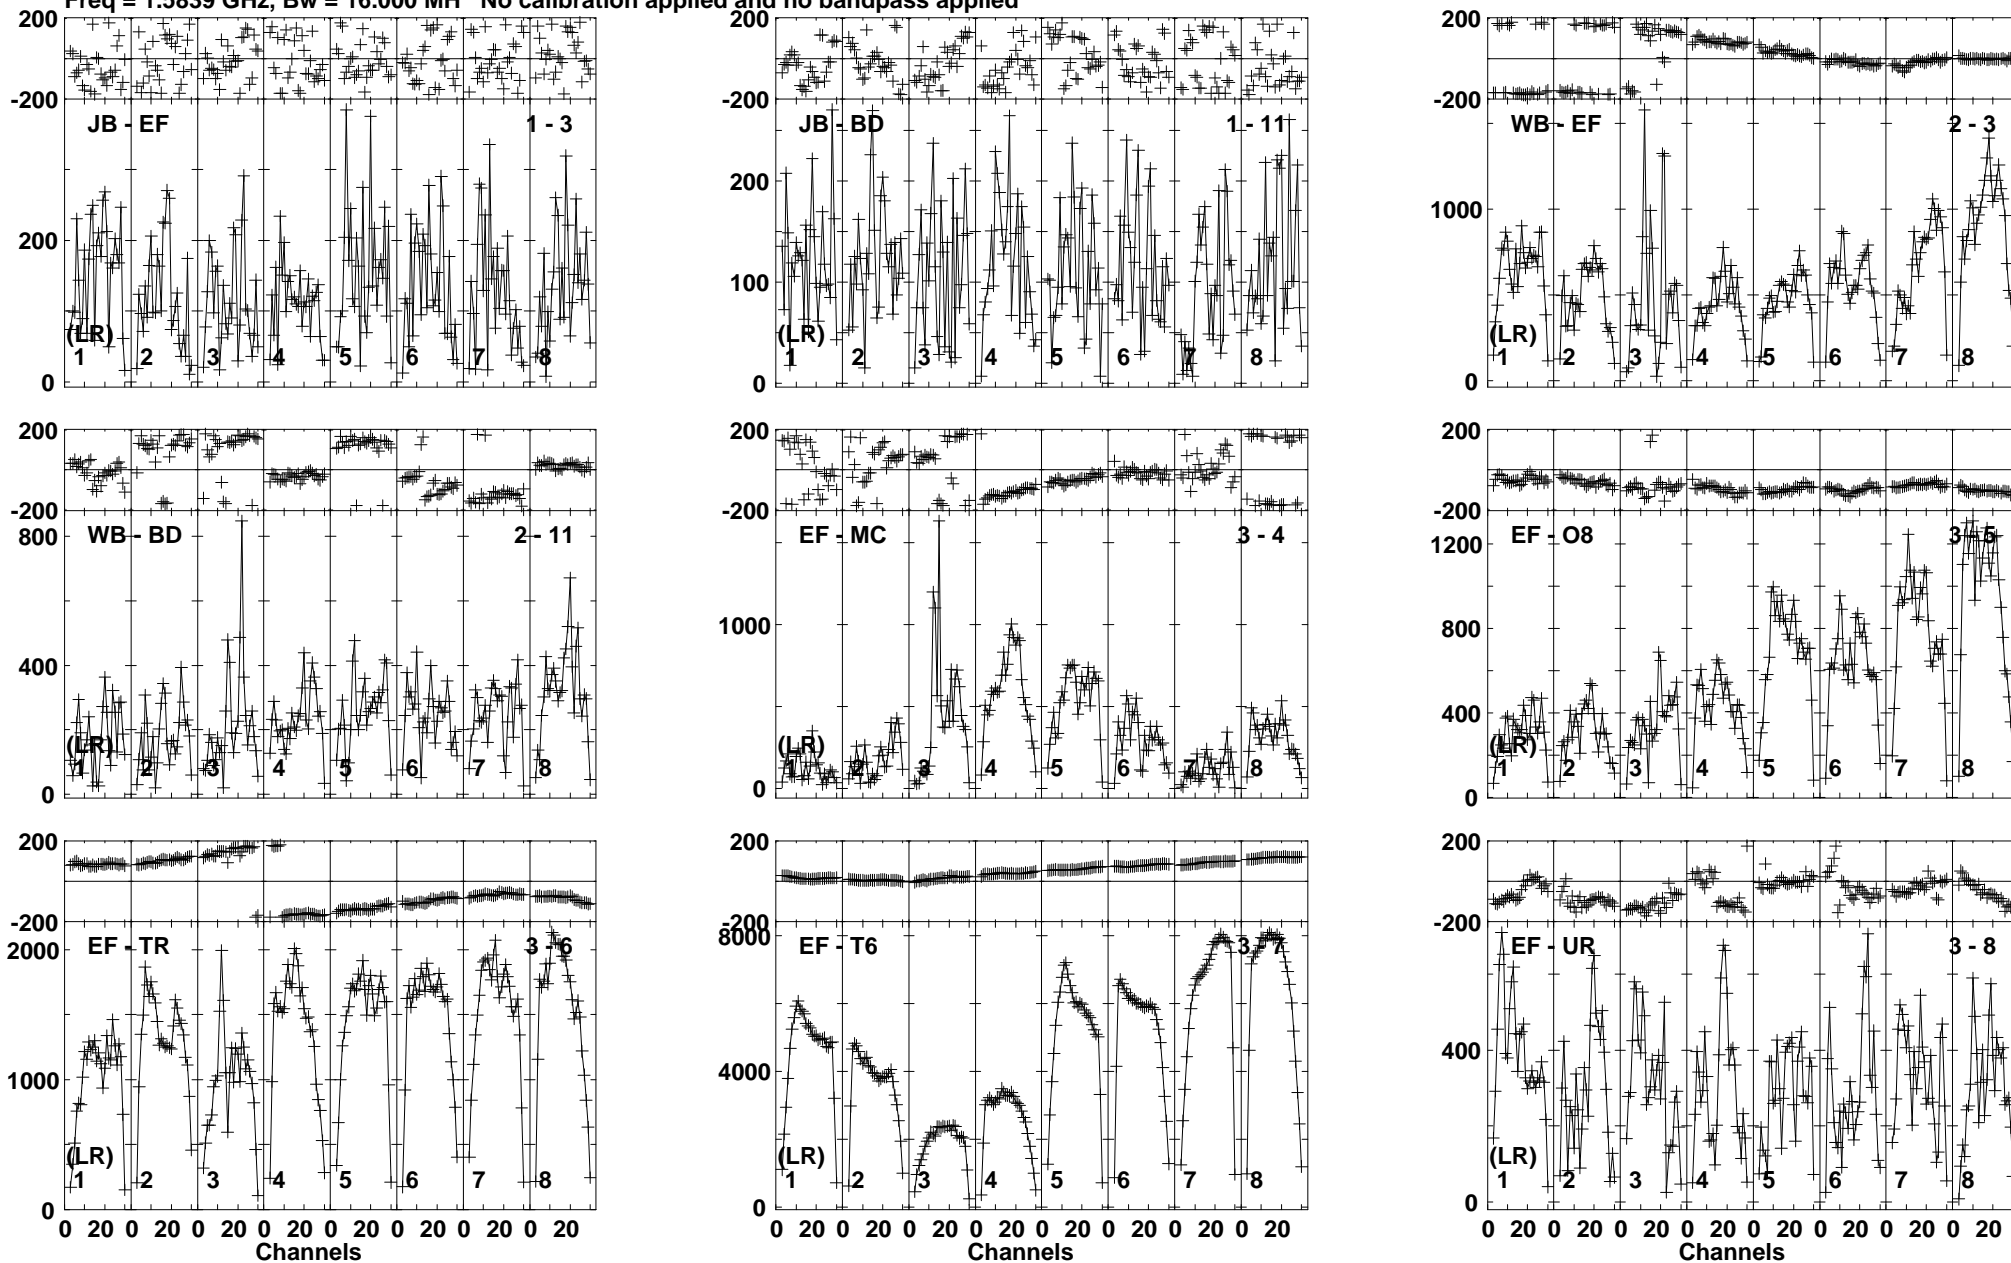 Freq = 1.5839 GHz, Bw = 16.000 MH No calibration applied and no bandpass applied
200 200 200
-200 -200 -200
JB - EF 1 - 3 JB - BD 1 - 11 WB - EF 2 - 3
200 200 1000
100
(LR) (LR) (LR)
1 2 3 4 5 6 7 8 1 2 3 4 5 6 7 8 1 2 3 4 5 6 7 8
0 0 0
200 200 200
-200 -200 -200
800 1200
WB - BD 2 - 11 EF - MC 3 - 4 EF - O8 3 - 5
1000 800
400 400
(LR) (LR) (LR)
1 2 3 4 5 6 7 8 1 2 3 4 5 6 7 8 1 2 3 4 5 6 7 8
0 0 0
200 200 200
-200 -200 -200
2000 8000
EF - TR 3 - 6 EF - T6 3 - 7 EF - UR 3 - 8
1000 4000 400
(LR) (LR) (LR)
1 2 3 4 5 6 7 8 1 2 3 4 5 6 7 8 1 2 3 4 5 6 7 8
0 0 0
0 20 0 20 0 20 0 20 0 20 0 20 0 20 0 20 0 20 0 20 0 20 0 20 0 20 0 20 0 20 0 20 0 20 0 20 0 20 0 20 0 20 0 20 0 20 0 20
Channels Channels Channels